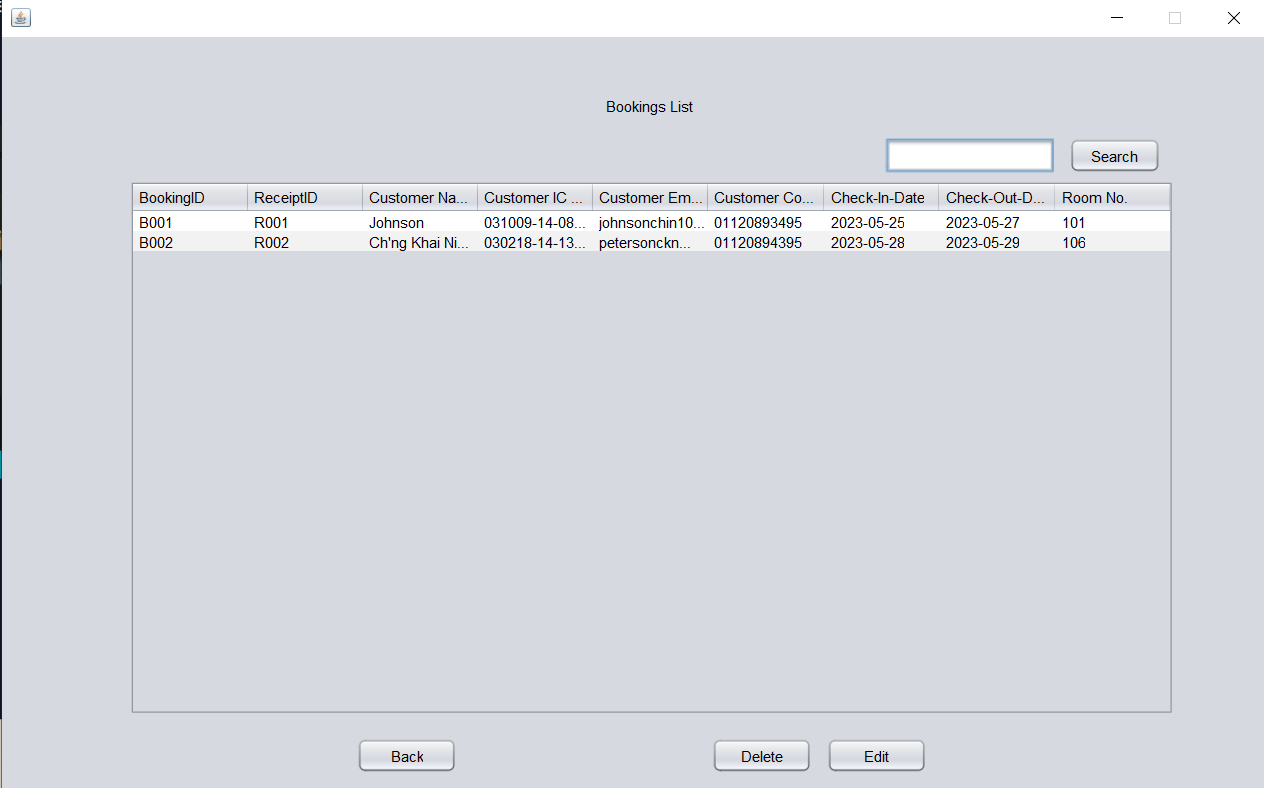 Bookings List
Search
BookingID ReceiptID Customer Na... Customer IC ... Customer Em... Customer Co... Check-In-Date Check-Out-D... Room No.
B001 R001 Johnson 031009-14-08... johnsonchin10... 01120893495 2023-05-25 2023-05-27 101
B002 R002 Ch'ng Khai Ni... 030218-14-13... petersonckn... 01120894395 2023-05-28 2023-05-29 106
Back Delete Edit